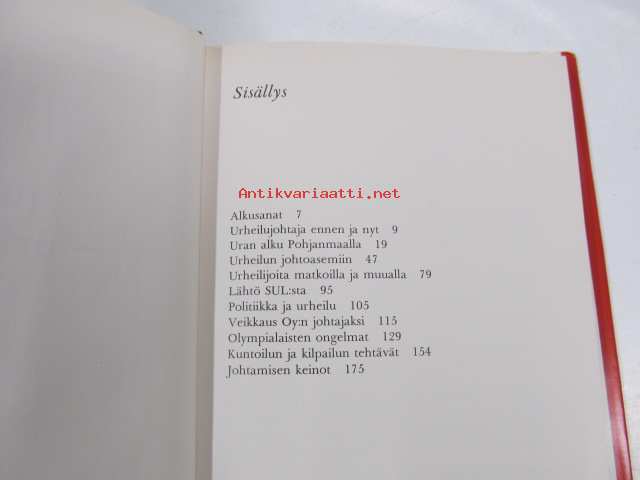 Sisällys
Antikvariaatti.net
Alkusanat 7
Urheilujohtaja ennen ja nyt 9
Uran alku Pohjanmaalla 19
Urheilun johtoasemiin 47
Urheilijoita matkoilla ja muualla 79
Lähtö SUL:sta 95
Politiikka ja urheilu 105
Veikkaus Oy:n johtajaksi 115
Olympialaisten ongelmat 129
Kuntoilun ja kilpailun tehtävät 154
Johtamisen keinot 175